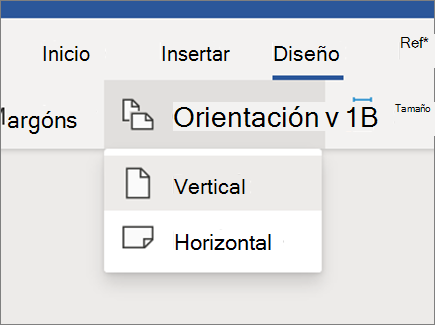 Inicio Insertar Diseño Ref*
Margóns Orientación v 1B Tamaño
Vertical
Horizontal